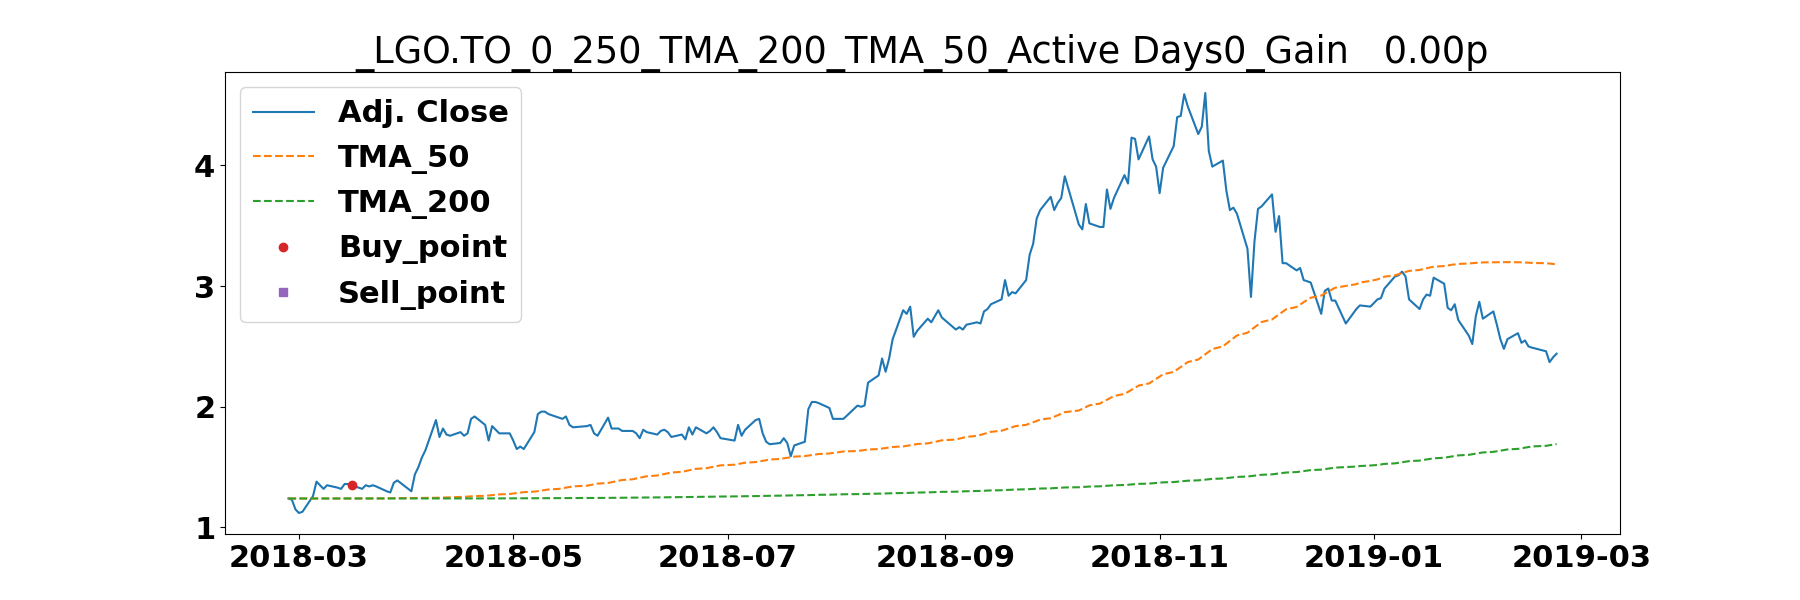 _LGO.TO_0_250_TMA_200_TMA_50_Active Days0_Gain   0.00p
Adj. Close
TMA_50
TMA_200
Buy_point
Sell_point
4
3
2
1
2018-03 2018-05 2018-07 2018-09 2018-11 2019-01 2019-03